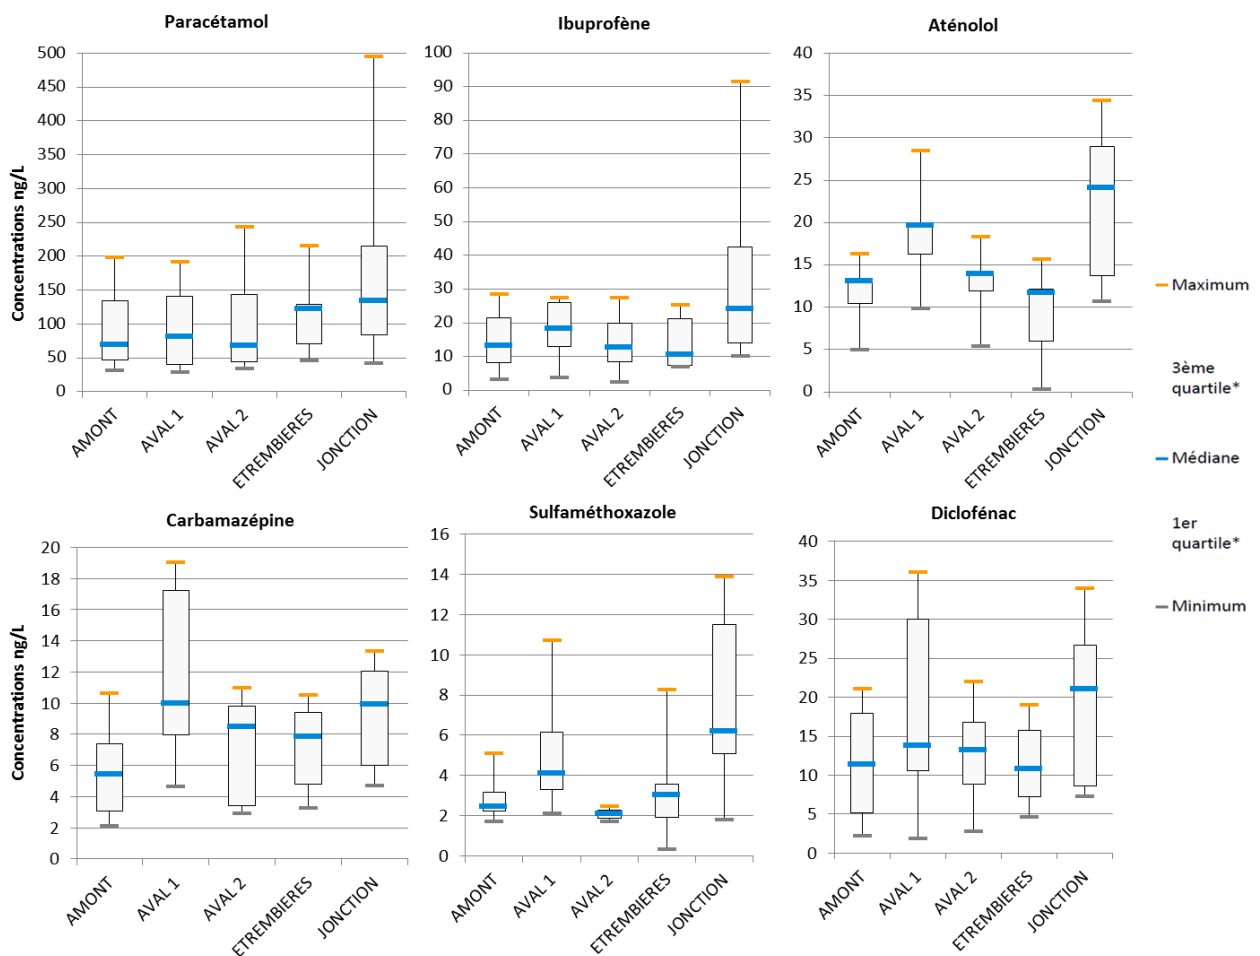 Paracétamol
Concentrations ng/L
500
450
400
350
300
250
200
150
100
50
0
AMONT
AVAL 1
AVAL 2
ETREMBIERES
JONCTION
Ibuprofène
100
90
80
70
60
50
40
30
20
10
0
AMONT
AVAL 1
AVAL 2
ETREMBIERES
JONCTION
Aténolol
40
35
30
25
20
15
10
5
0
AMONT
AVAL 1
AVAL 2
ETREMBIERES
JONCTION
Maximum
3ème
quartile*
Médiane
1er
quartile*
Minimum
Carbamazépine
Concentrations ng/L
20
18
16
14
12
10
8
6
4
2
0
AMONT
AVAL 1
AVAL 2
ETREMBIERES
JONCTION
Sulfaméthoxazole
16
14
12
10
8
6
4
2
0
AMONT
AVAL 1
AVAL 2
ETREMBIERES
JONCTION
Diclofénac
40
35
30
25
20
15
10
5
0
AMONT
AVAL 1
AVAL 2
ETREMBIERES
JONCTION